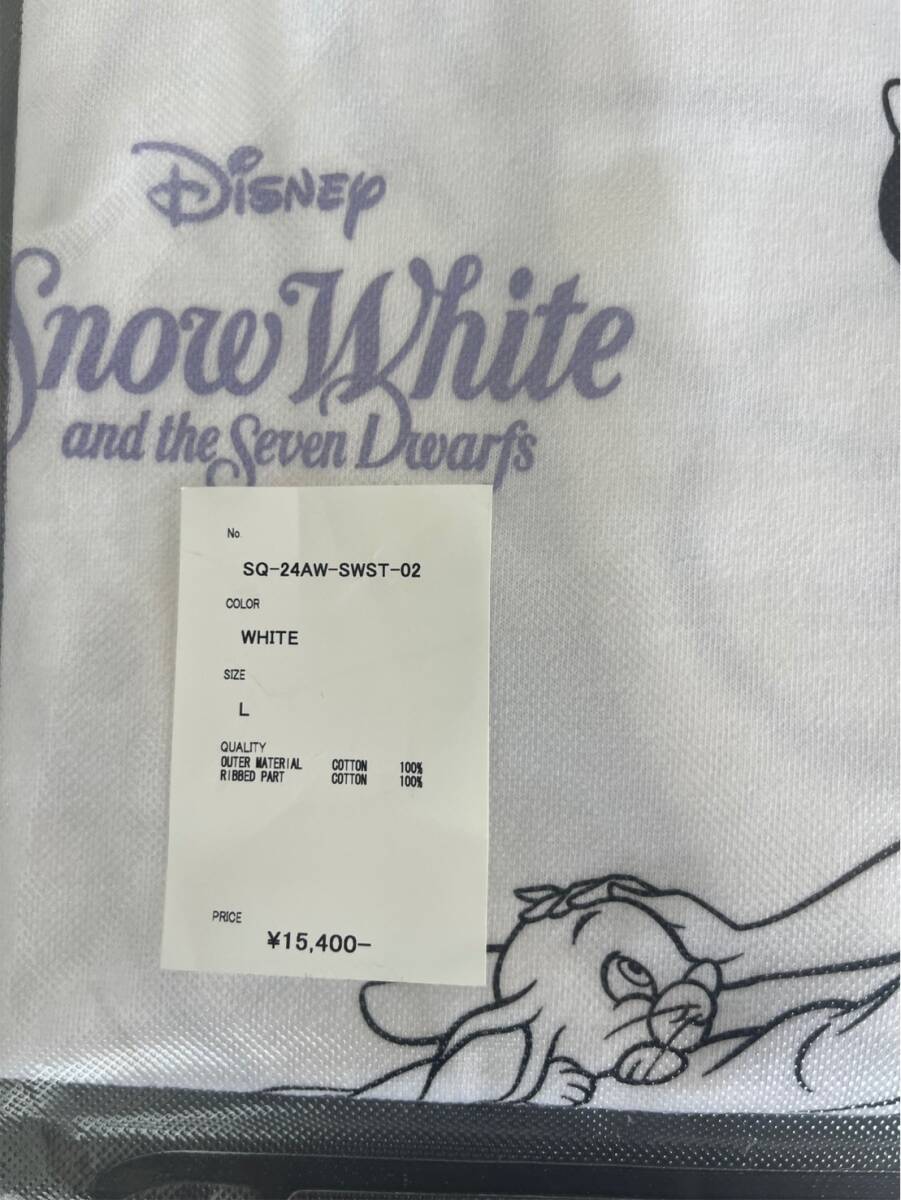 Disney
Snow White
and the Seven Dwarfs
No.
SQ-24AW-SWST-02
COLOR
WHITE
SIZE
L
QUALITY
OUTER MATERIAL COTTON 100%
RIBBED PART COTTON 100%
PRICE
¥15,400-